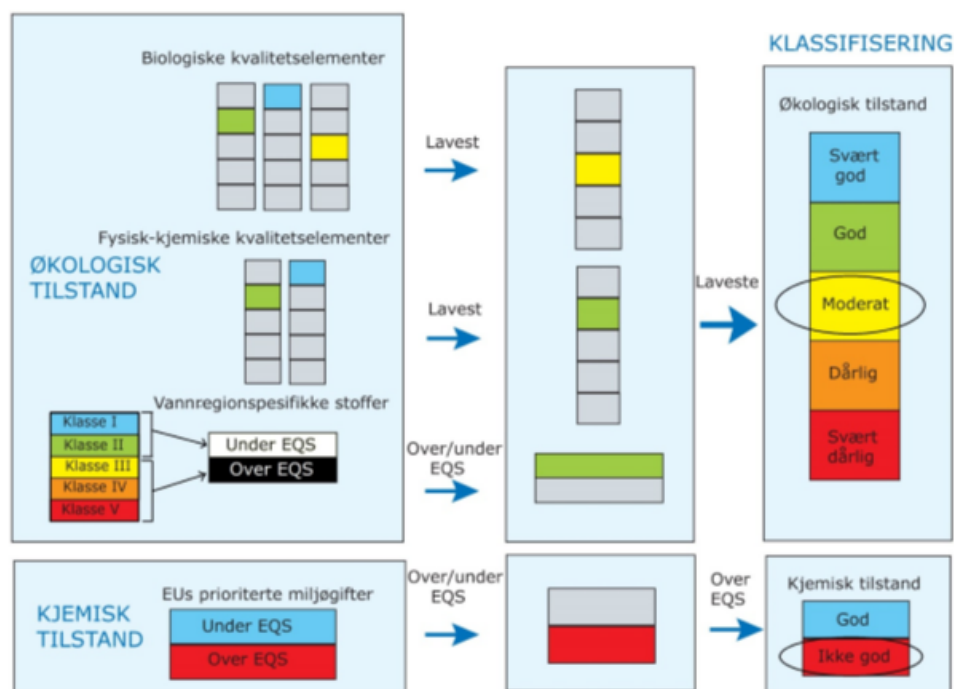 KLASSIFISERING
Biologiske kvalitetselementer
Lavest
Fysisk-kjemiske kvalitetselementer
ØKOLOGISK
TILSTAND
Lavest
Vannregionspesifikke stoffer
Klasse I
Klasse II
Klasse III
Klasse IV
Klasse V
Under EQS
Over EQS
Over/under
EQS
Laveste
Økologisk tilstand
Svært
god
God
Moderat
Dårlig
Svært
dårlig
KJEMISK
TILSTAND
EUs prioriterte miljøgifter
Under EQS
Over EQS
Over/under
EQS
Over
EQS
Kjemisk tilstand
God
Ikke god